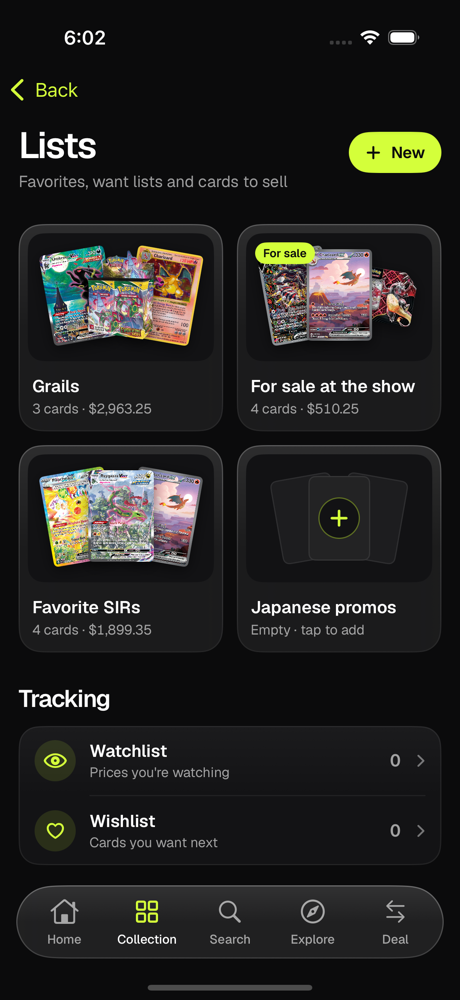 6:02
Back
Lists
+ New
Favorites, want lists and cards to sell
For sale
Grails
3 cards · $2,963.25
For sale at the show
4 cards · $510.25
Favorite SIRs
4 cards · $1,899.35
Japanese promos
Empty · tap to add
Tracking
Watchlist
Prices you're watching
0
Wishlist
Cards you want next
0
Home
Collection
Search
Explore
Deal